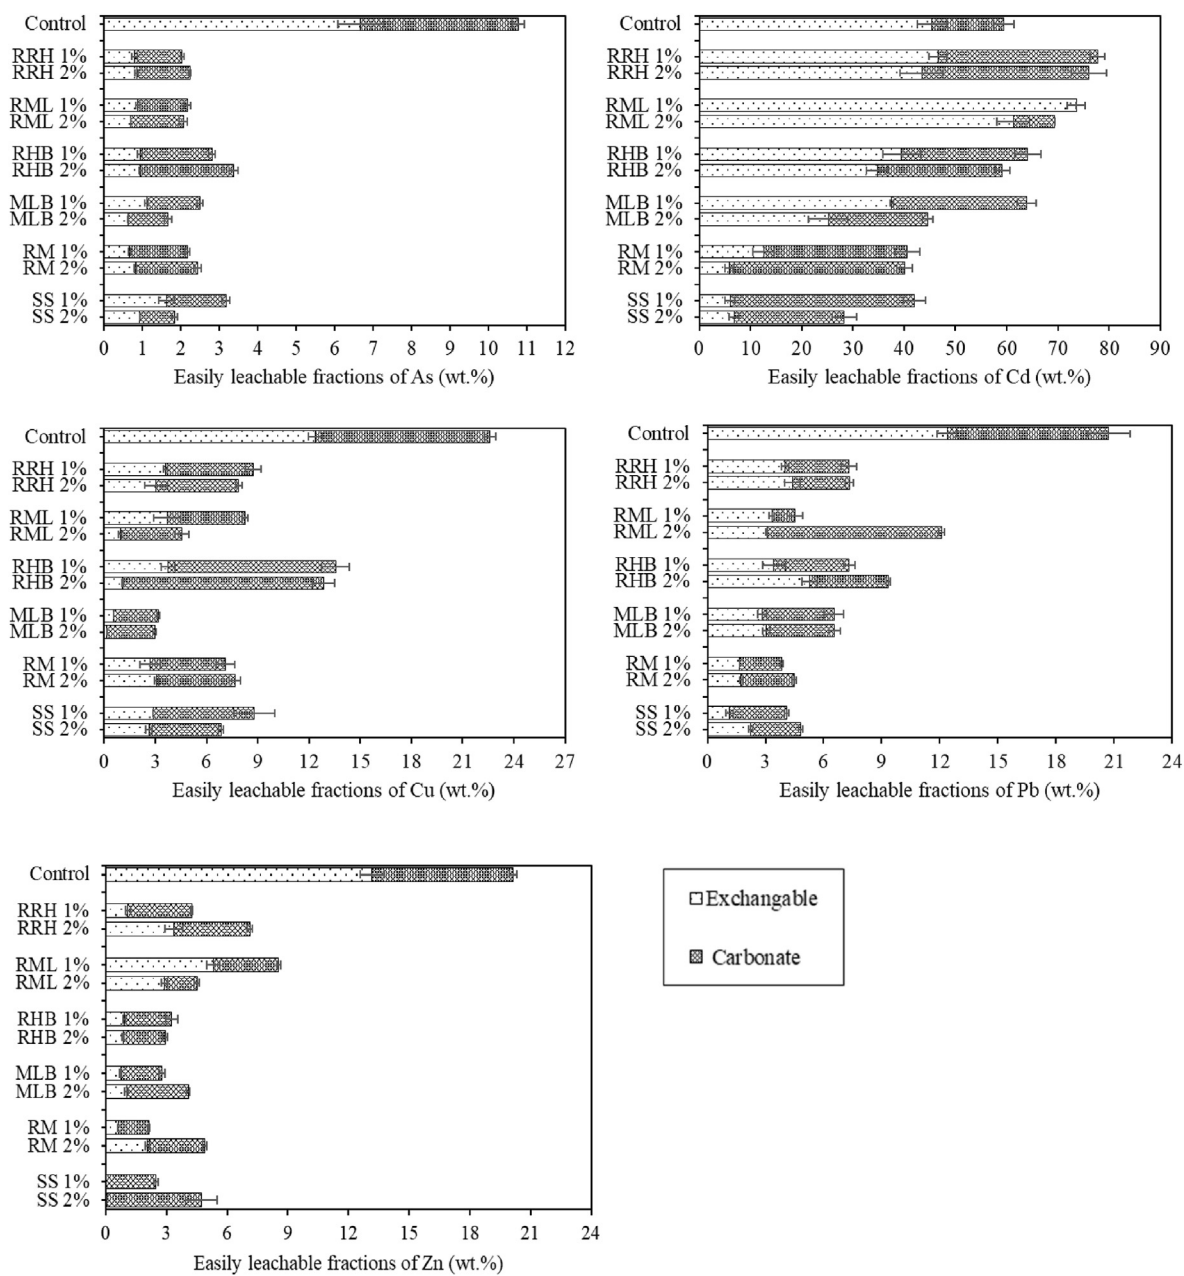 Control
RRH 1%
RRH 2%
RML 1%
RML 2%
RHB 1%
RHB 2%
MLB 1%
MLB 2%
RM 1%
RM 2%
SS 1%
SS 2%
0 1 2 3 4 5 6 7 8 9 10 11 12
Easily leachable fractions of As (wt.%)
Control
RRH 1%
RRH 2%
RML 1%
RML 2%
RHB 1%
RHB 2%
MLB 1%
MLB 2%
RM 1%
RM 2%
SS 1%
SS 2%
0 10 20 30 40 50 60 70 80 90
Easily leachable fractions of Cd (wt.%)
Control
RRH 1%
RRH 2%
RML 1%
RML 2%
RHB 1%
RHB 2%
MLB 1%
MLB 2%
RM 1%
RM 2%
SS 1%
SS 2%
0 3 6 9 12 15 18 21 24 27
Easily leachable fractions of Cu (wt.%)
Control
RRH 1%
RRH 2%
RML 1%
RML 2%
RHB 1%
RHB 2%
MLB 1%
MLB 2%
RM 1%
RM 2%
SS 1%
SS 2%
0 3 6 9 12 15 18 21 24
Easily leachable fractions of Pb (wt.%)
Control
RRH 1%
RRH 2%
RML 1%
RML 2%
RHB 1%
RHB 2%
MLB 1%
MLB 2%
RM 1%
RM 2%
SS 1%
SS 2%
0 3 6 9 12 15 18 21 24
Easily leachable fractions of Zn (wt.%)
Exchangable
Carbonate